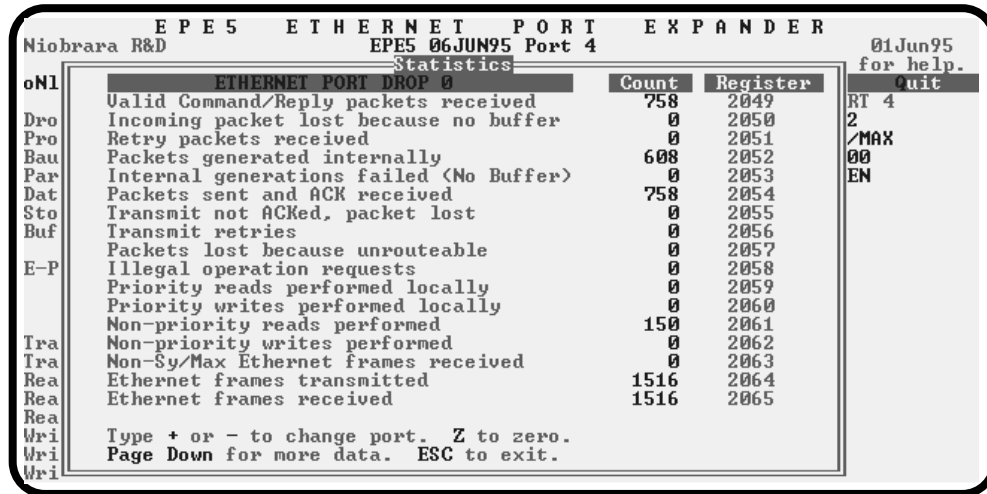 E P E 5 E T H E R N E T P O R T E X P A N D E R
Niobrara R&D EPE5 06JUN95 Port 4 01Jun95
Statistics for help.
oNl ETHERNET PORT DROP 0 Count Register Quit
Valid Command/Reply packets received 758 2049 RT 4
Dro Incoming packet lost because no buffer 0 2050 2
Pro Retry packets received 0 2051 /MAX
Bau Packets generated internally 608 2052 00
Par Internal generations failed (No Buffer) 0 2053 EN
Dat Packets sent and ACK received 758 2054
Sto Transmit not ACKed, packet lost 0 2055
Buf Transmit retries 0 2056
Packets lost because unrouteable 0 2057
E-P Illegal operation requests 0 2058
Priority reads performed locally 0 2059
Priority writes performed locally 0 2060
Non-priority reads performed 150 2061
Tra Non-priority writes performed 0 2062
Tra Non-Sy/Max Ethernet frames received 0 2063
Rea Ethernet frames transmitted 1516 2064
Rea Ethernet frames received 1516 2065
Rea
Wri Type + or - to change port. Z to zero.
Wri Page Down for more data. ESC to exit.
Wri